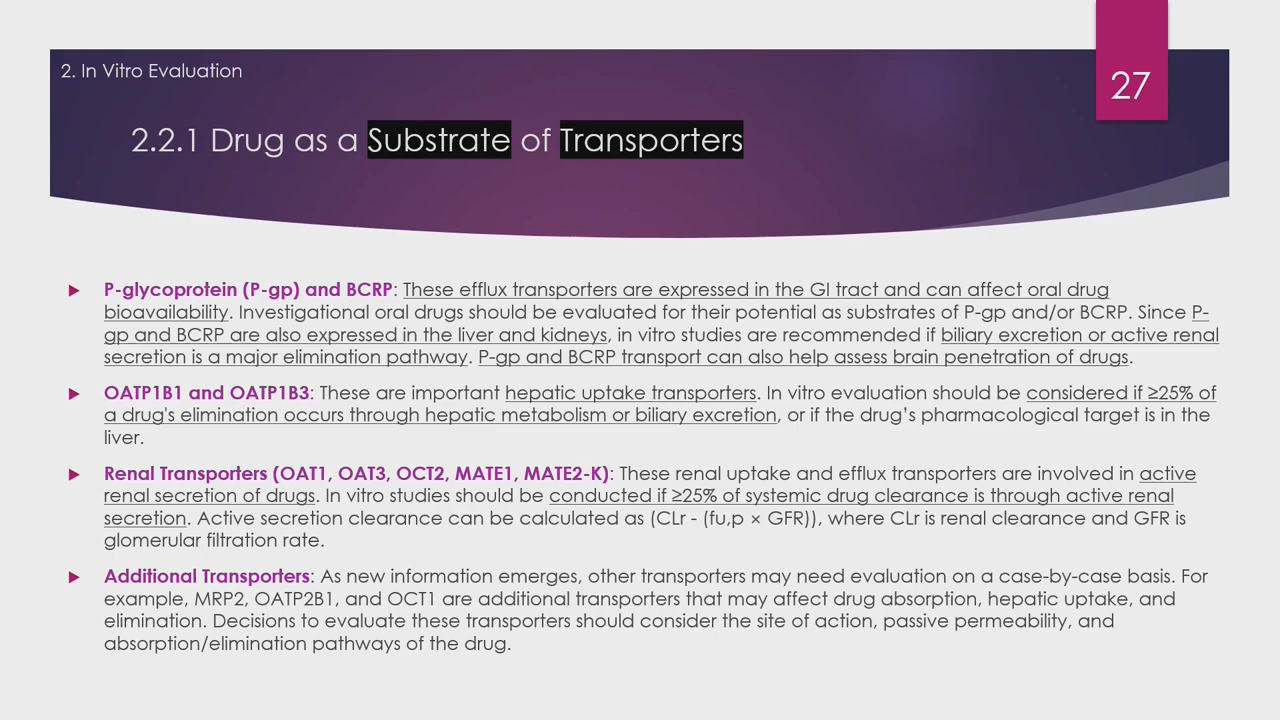 2. In Vitro Evaluation
27
2.2.1 Drug as a Substrate of Transporters
P-glycoprotein (P-gp) and BCRP: These efflux transporters are expressed in the GI tract and can affect oral drug
bioavailability. Investigational oral drugs should be evaluated for their potential as substrates of P-gp and/or BCRP. Since P-
gp and BCRP are also expressed in the liver and kidneys, in vitro studies are recommended if biliary excretion or active renal
secretion is a major elimination pathway. P-gp and BCRP transport can also help assess brain penetration of drugs.
OATP1B1 and OATP1B3: These are important hepatic uptake transporters. In vitro evaluation should be considered if ≥25% of
a drug's elimination occurs through hepatic metabolism or biliary excretion, or if the drug’s pharmacological target is in the
liver.
Renal Transporters (OAT1, OAT3, OCT2, MATE1, MATE2-K): These renal uptake and efflux transporters are involved in active
renal secretion of drugs. In vitro studies should be conducted if ≥25% of systemic drug clearance is through active renal
secretion. Active secretion clearance can be calculated as (CLr - (fu,p × GFR)), where CLr is renal clearance and GFR is
glomerular filtration rate.
Additional Transporters: As new information emerges, other transporters may need evaluation on a case-by-case basis. For
example, MRP2, OATP2B1, and OCT1 are additional transporters that may affect drug absorption, hepatic uptake, and
elimination. Decisions to evaluate these transporters should consider the site of action, passive permeability, and
absorption/elimination pathways of the drug.